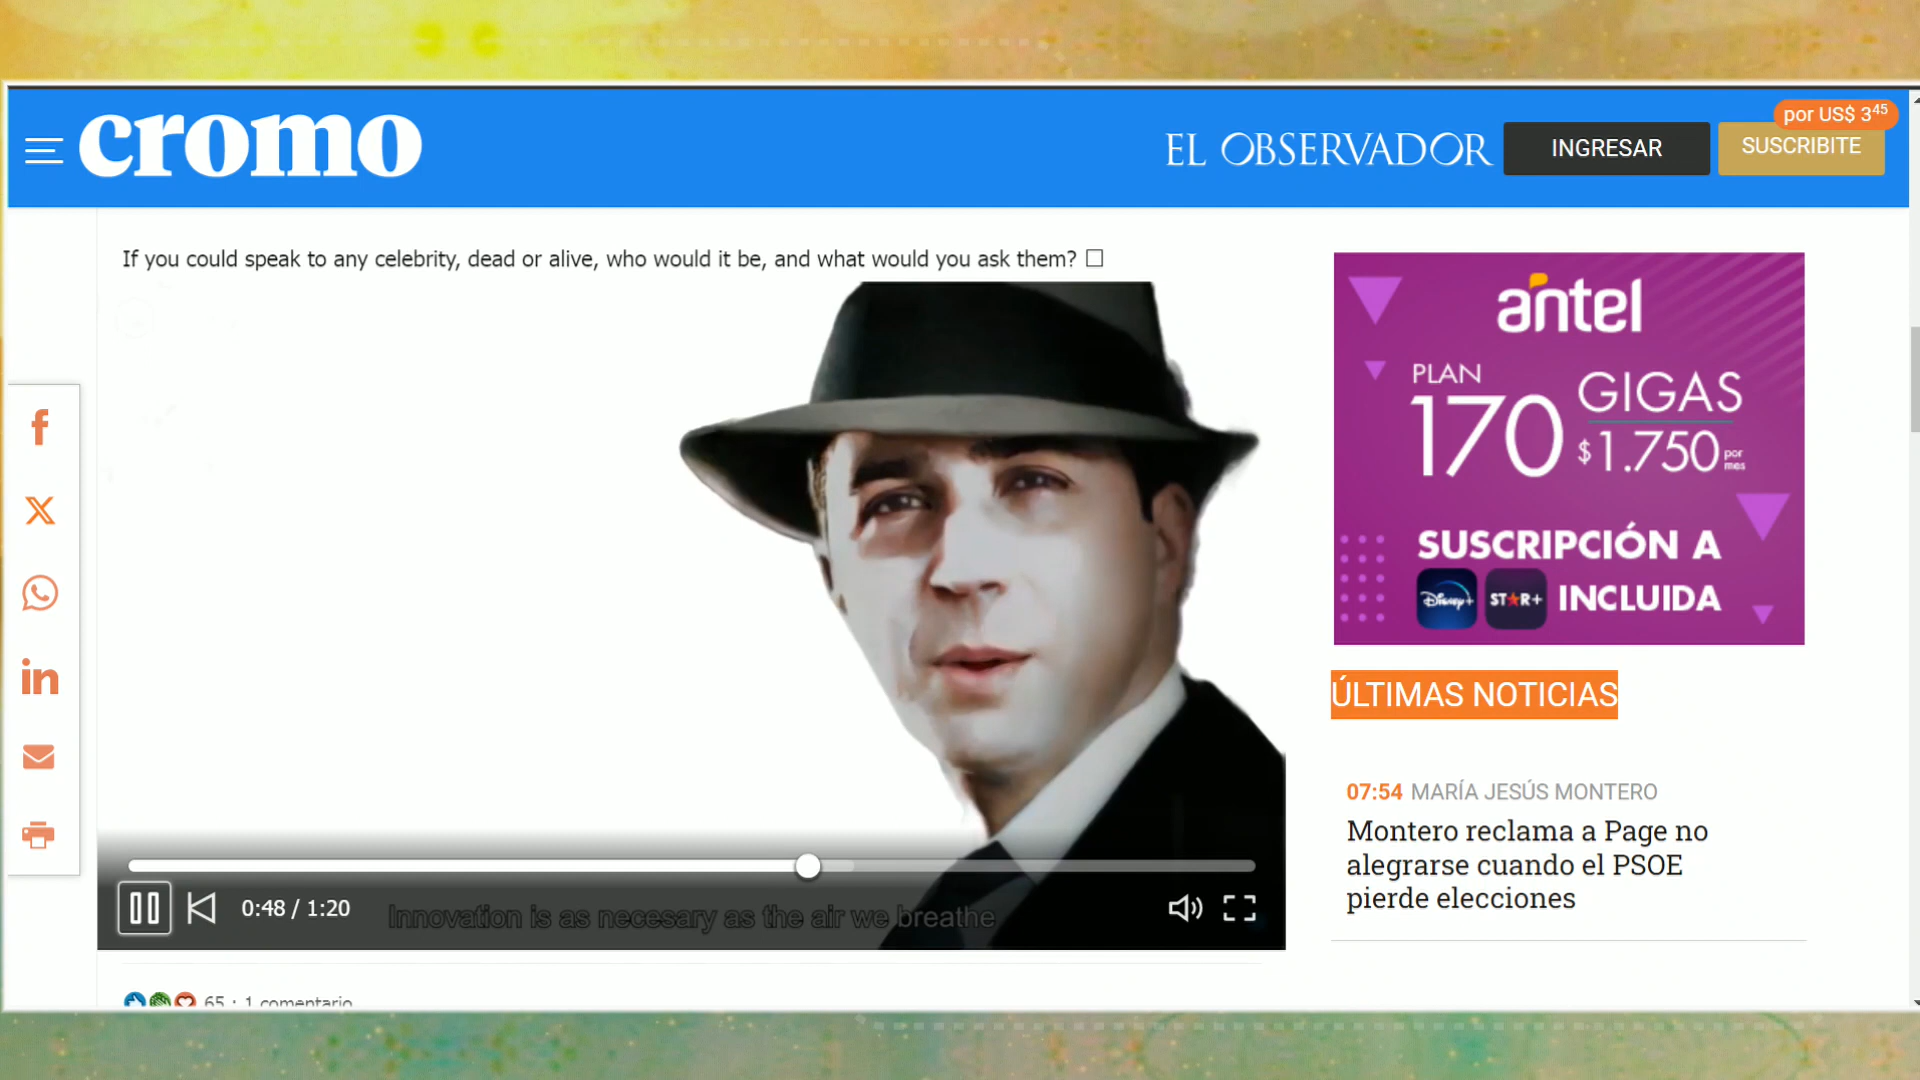 cromo
EL OBSERVADOR
INGRESAR
por US$ 3⁴⁵
SUSCRIBITE
If you could speak to any celebrity, dead or alive, who would it be, and what would you ask them?
antel
PLAN
170
GIGAS
$ 1.750 por mes
SUSCRIPCIÓN A
Disney+ ST★R+ INCLUIDA
ÚLTIMAS NOTICIAS
07:54 MARÍA JESÚS MONTERO
Montero reclama a Page no
alegrarse cuando el PSOE
pierde elecciones
f
X
in
0:48 / 1:20
Innovation is as necesary as the air we breathe
65 · 1 comentario